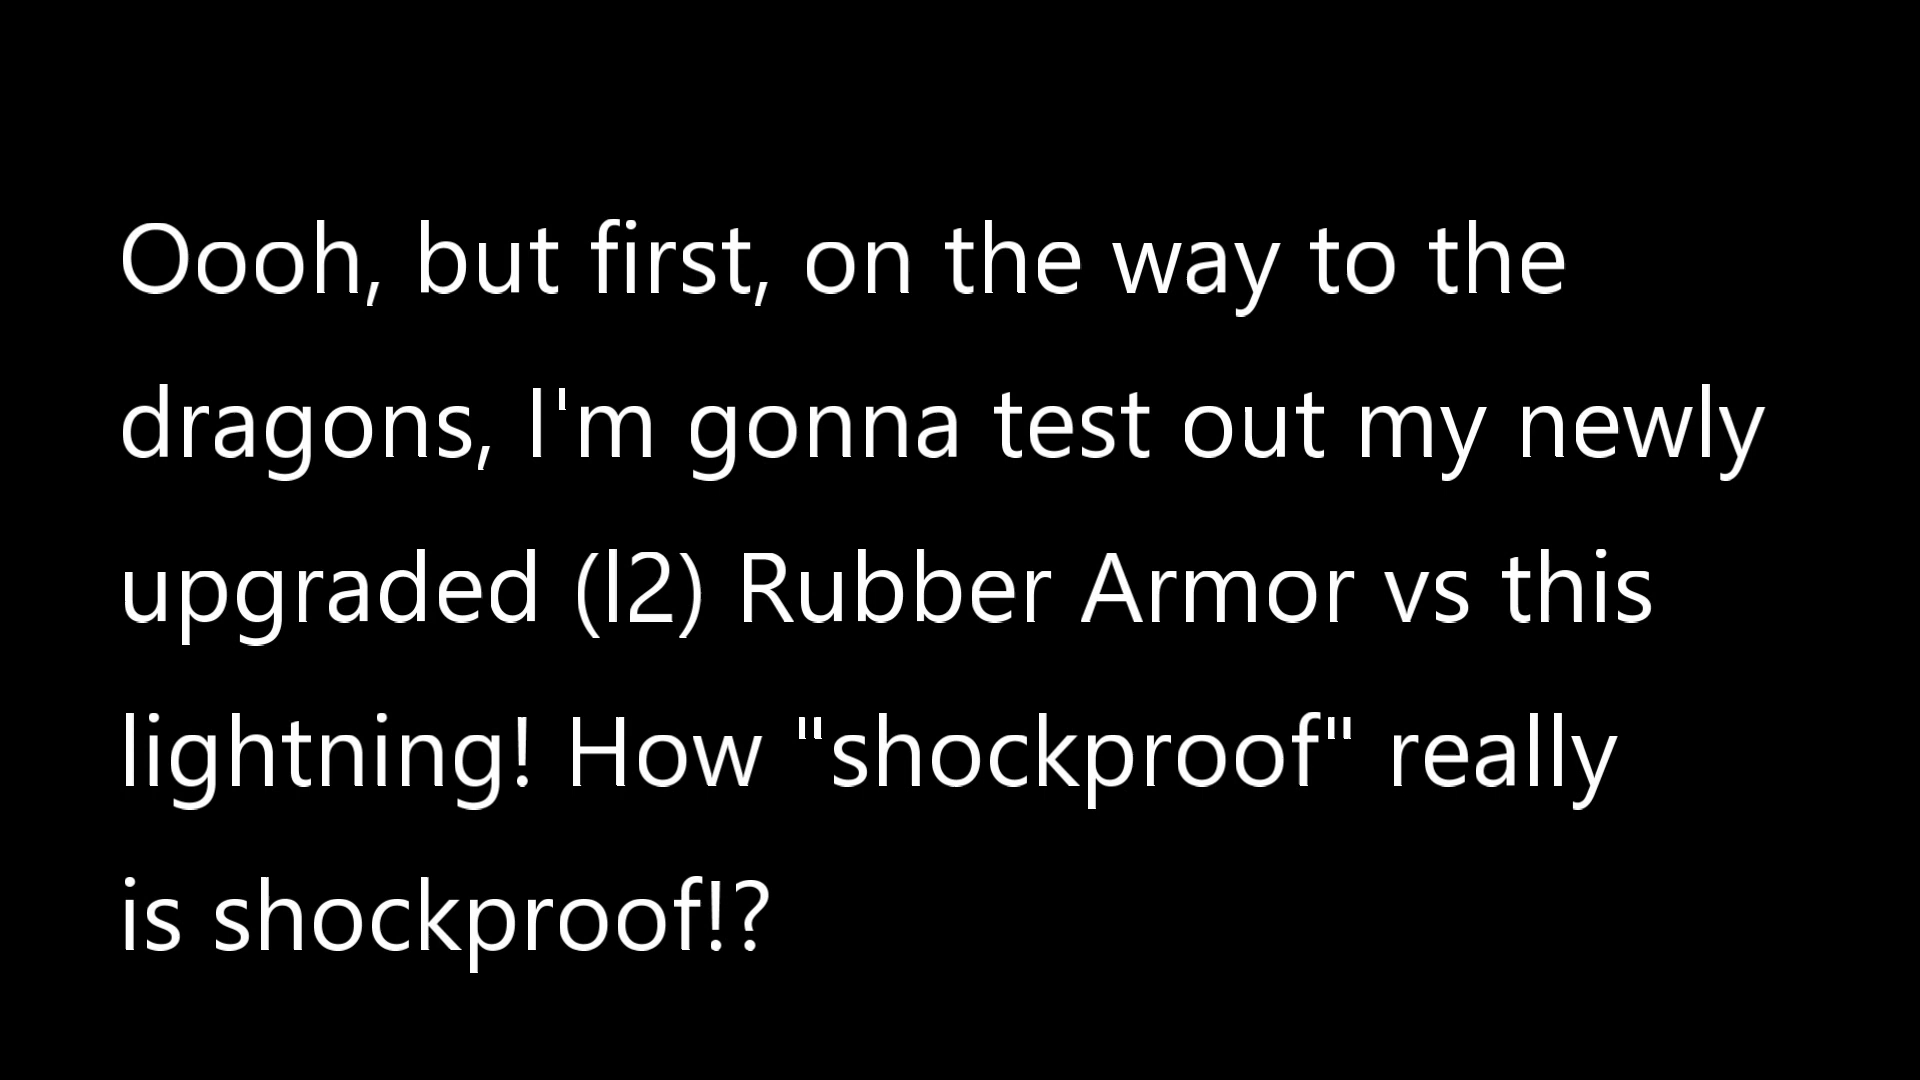 Oooh, but first, on the way to the
dragons, I'm gonna test out my newly
upgraded (l2) Rubber Armor vs this
lightning! How "shockproof" really
is shockproof!?